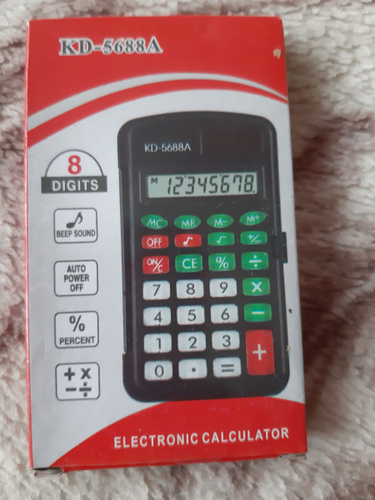 KD-5688A
8
DIGITS
BEEP SOUND
AUTO
POWER
OFF
%
PERCENT
+ ×
- ÷
KD-5688A
M 12345678.
MC MR M- M+
OFF ♪ √ +/-
ON/C CE % ÷
7 8 9 ×
4 5 6 -
1 2 3 +
0 · =
ELECTRONIC CALCULATOR